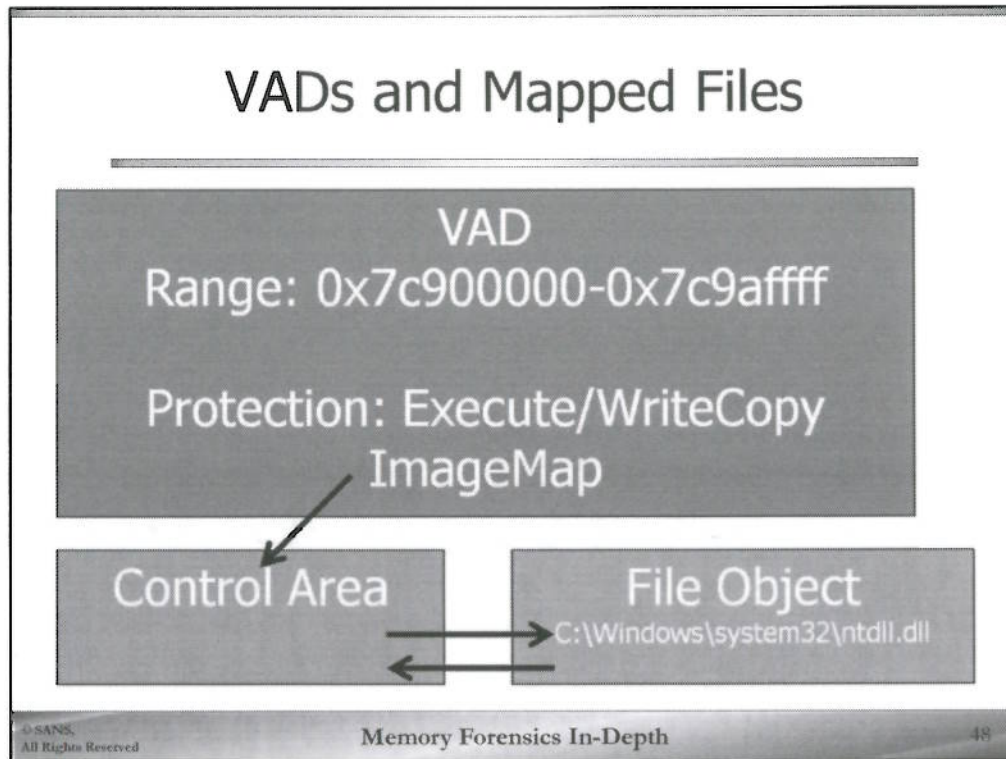 VADs and Mapped Files
VAD
Range: 0x7c900000-0x7c9affff
Protection: Execute/WriteCopy
ImageMap
Control Area
File Object
C:\Windows\system32\ntdll.dll
© SANS,
All Rights Reserved
Memory Forensics In-Depth
48